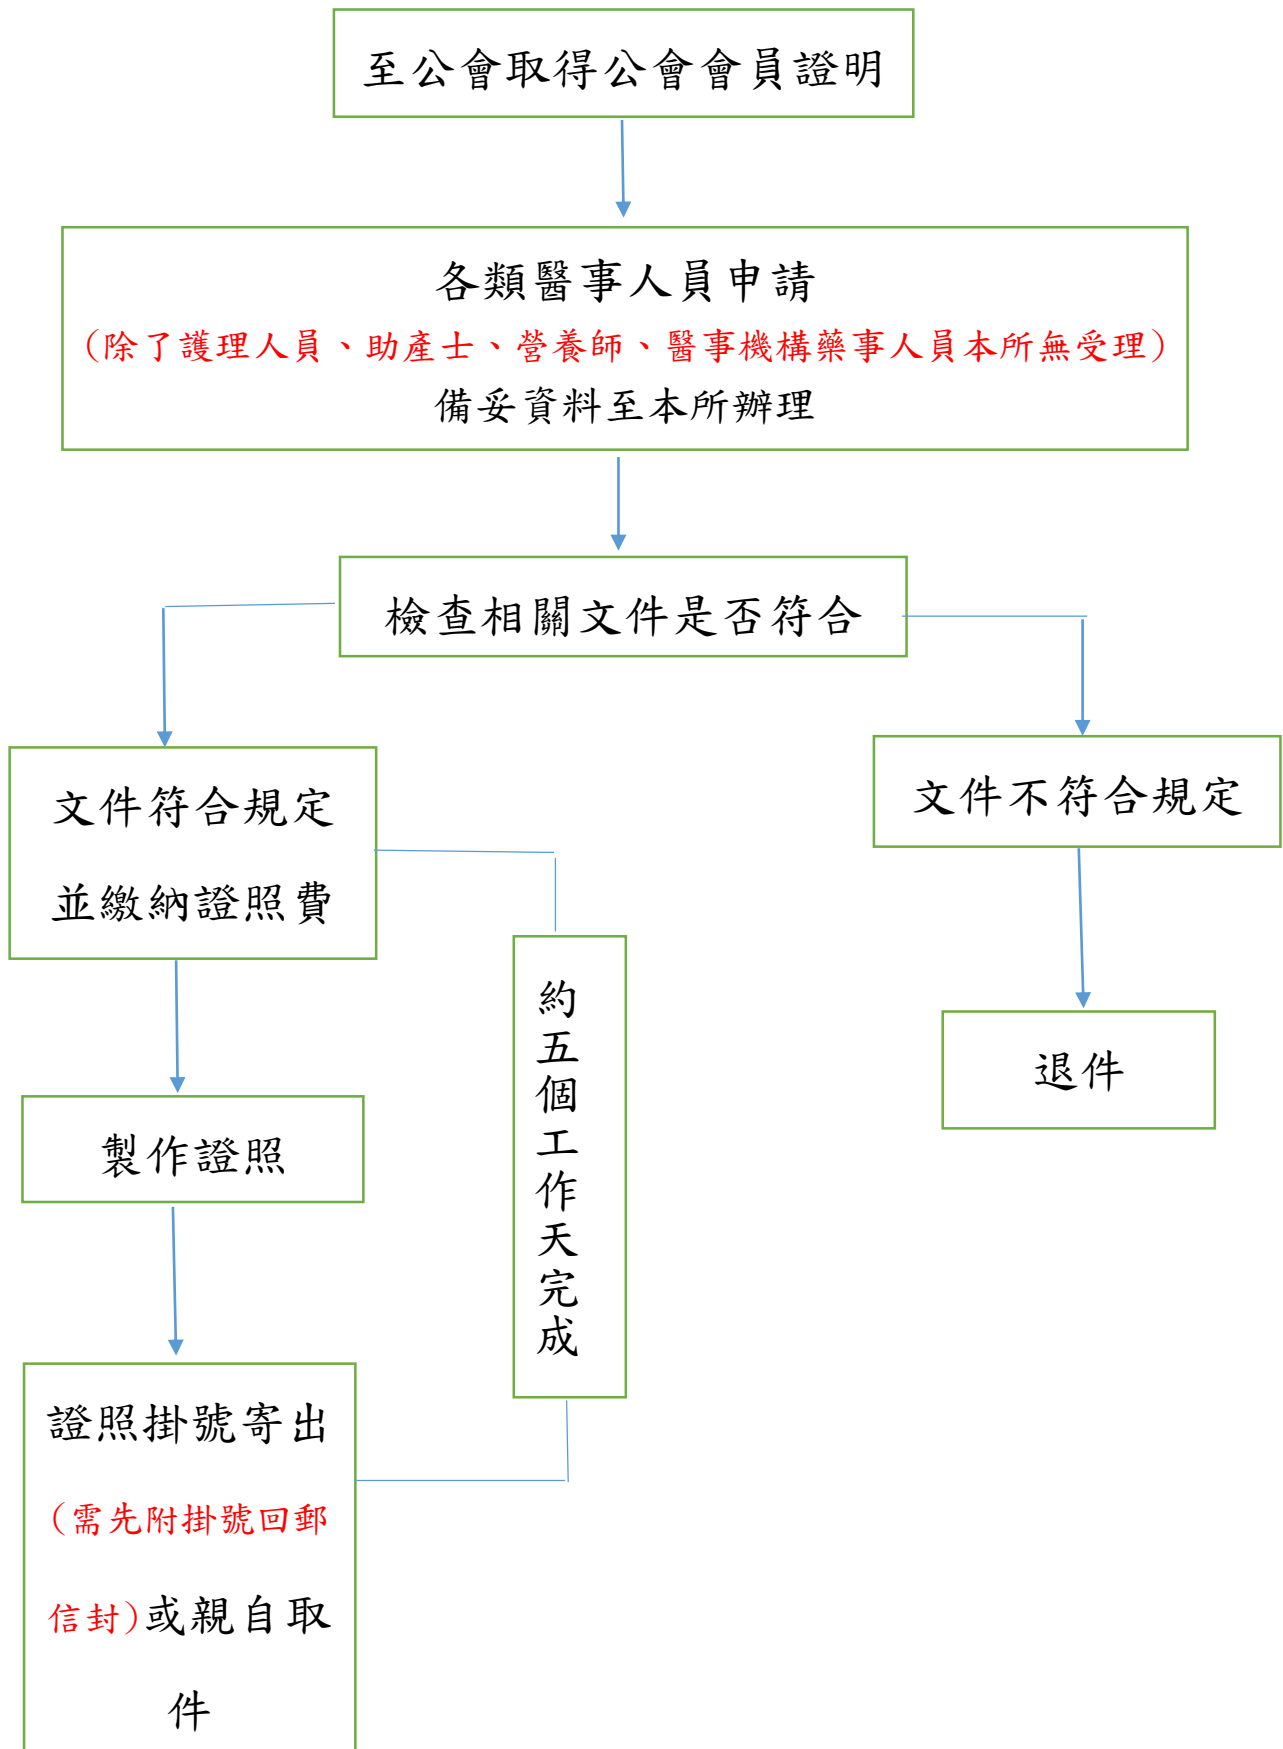 至公會取得公會會員證明
各類醫事人員申請
(除了護理人員、助產士、營養師、醫事機構藥事人員本所無受理)
備妥資料至本所辦理
檢查相關文件是否符合
文件符合規定
並繳納證照費
文件不符合規定
約五個工作天完成
退件
製作證照
證照掛號寄出
(需先附掛號回郵
信封)或親自取
件